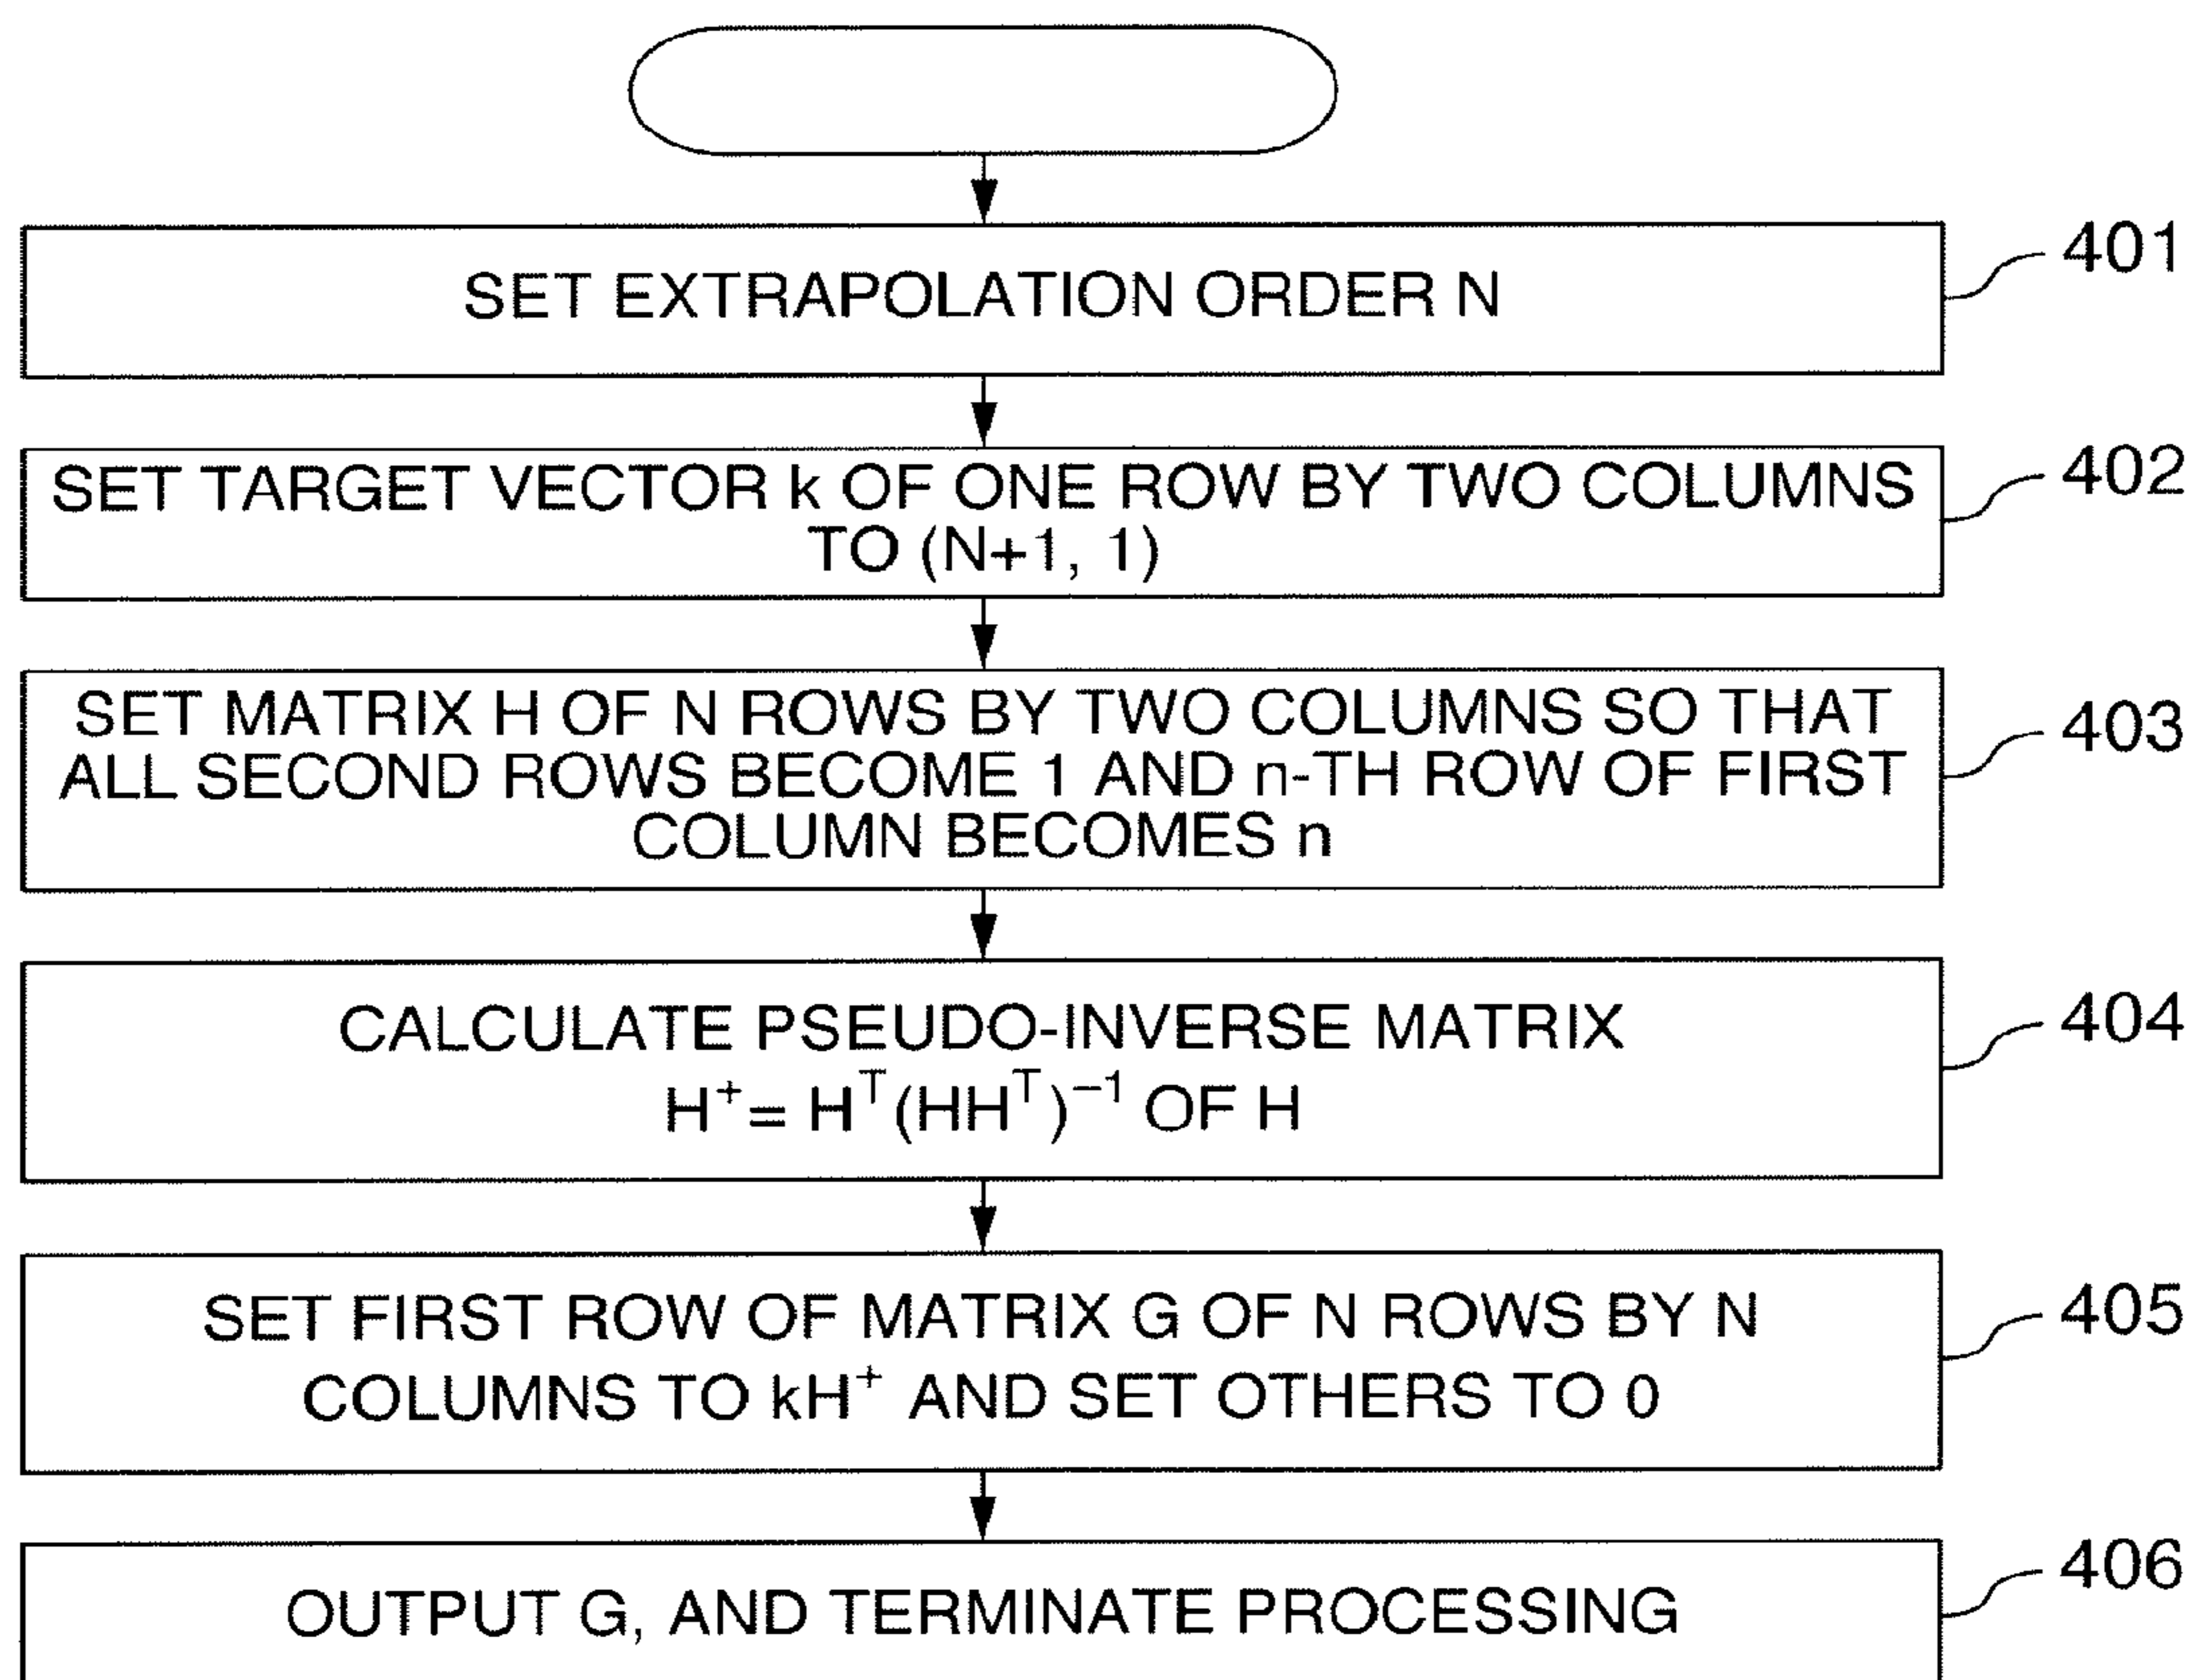 401
SET EXTRAPOLATION ORDER N
402
SET TARGET VECTOR k OF ONE ROW BY TWO COLUMNS
TO (N+1, 1)
403
SET MATRIX H OF N ROWS BY TWO COLUMNS SO THAT
ALL SECOND ROWS BECOME 1 AND n-TH ROW OF FIRST
COLUMN BECOMES n
404
CALCULATE PSEUDO-INVERSE MATRIX
H⁺= Hᵀ(HHᵀ)⁻¹ OF H
405
SET FIRST ROW OF MATRIX G OF N ROWS BY N
COLUMNS TO kH⁺ AND SET OTHERS TO 0
406
OUTPUT G, AND TERMINATE PROCESSING